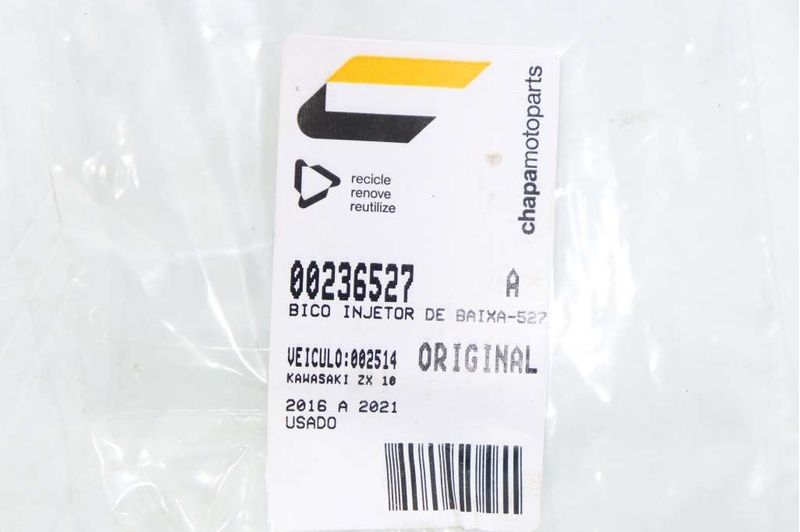 chapamotoparts
recicle
renove
reutilize
00236527 A
BICO INJETOR DE BAIXA-527
VEICULO:002514 ORIGINAL
KAWASAKI ZX 10
2016 A 2021
USADO